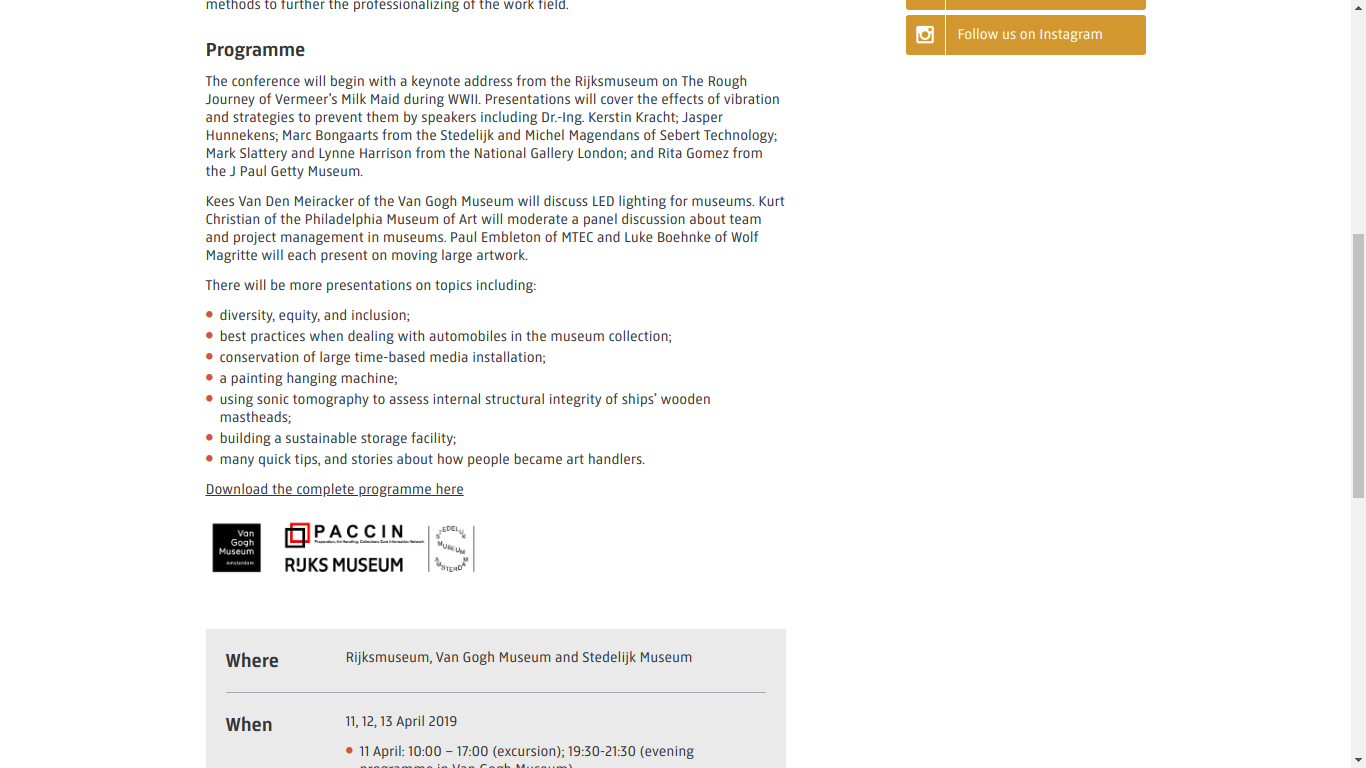 methods to further the professionalizing of the work field.
Follow us on Instagram
Programme
The conference will begin with a keynote address from the Rijksmuseum on The Rough
Journey of Vermeer's Milk Maid during WWII. Presentations will cover the effects of vibration
and strategies to prevent them by speakers including Dr.-Ing. Kerstin Kracht; Jasper
Hunnekens; Marc Bongaarts from the Stedelijk and Michel Magendans of Sebert Technology;
Mark Slattery and Lynne Harrison from the National Gallery London; and Rita Gomez from
the J Paul Getty Museum.
Kees Van Den Meiracker of the Van Gogh Museum will discuss LED lighting for museums. Kurt
Christian of the Philadelphia Museum of Art will moderate a panel discussion about team
and project management in museums. Paul Embleton of MTEC and Luke Boehnke of Wolf
Magritte will each present on moving large artwork.
There will be more presentations on topics including:
diversity, equity, and inclusion;
best practices when dealing with automobiles in the museum collection;
conservation of large time-based media installation;
a painting hanging machine;
using sonic tomography to assess internal structural integrity of ships' wooden
mastheads;
building a sustainable storage facility;
many quick tips, and stories about how people became art handlers.
Download the complete programme here
Van
Gogh
Museum
Amsterdam
PACCIN
Preparation, Art Handling, Collections Care Information Network
RIJKS MUSEUM
STEDELIJK
MUSEUM
AMSTERDAM
Where
Rijksmuseum, Van Gogh Museum and Stedelijk Museum
When
11, 12, 13 April 2019
11 April: 10:00 – 17:00 (excursion); 19:30-21:30 (evening
programme in Van Gogh Museum)